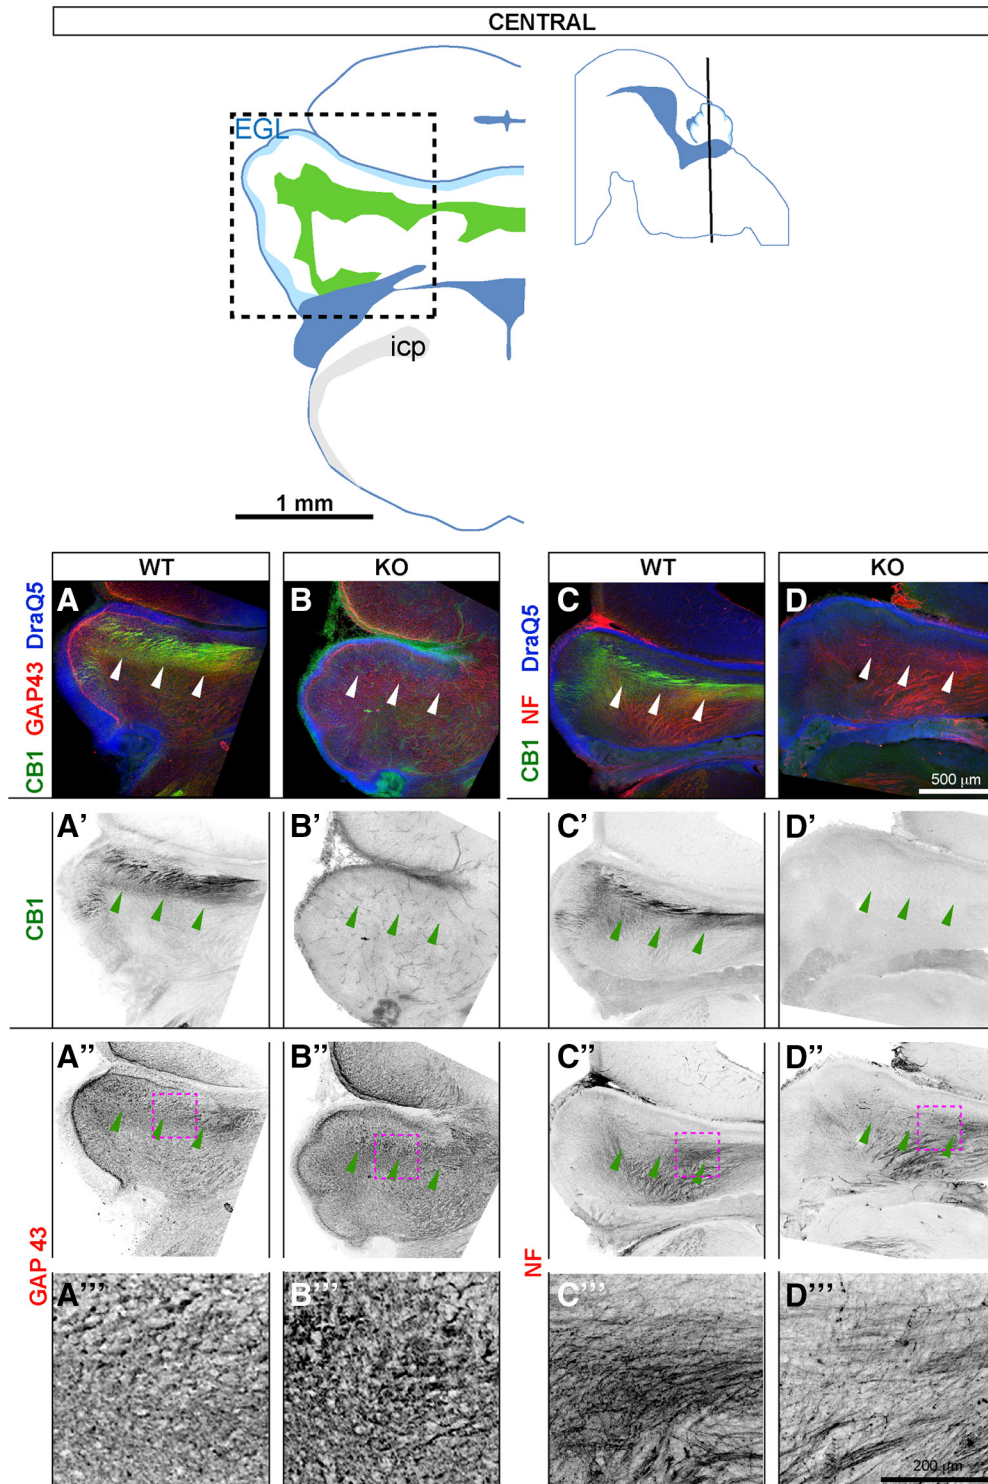 CENTRAL
EGL
icp
1 mm
WT
KO
WT
KO
CB1 GAP43 DraQ5
A
B
CB1 NF DraQ5
C
D
500 µm
CB1
A’
B’
C’
D’
GAP 43
A’’
B’’
NF
C’’
D’’
A’’’
B’’’
C’’’
D’’’
200 µm